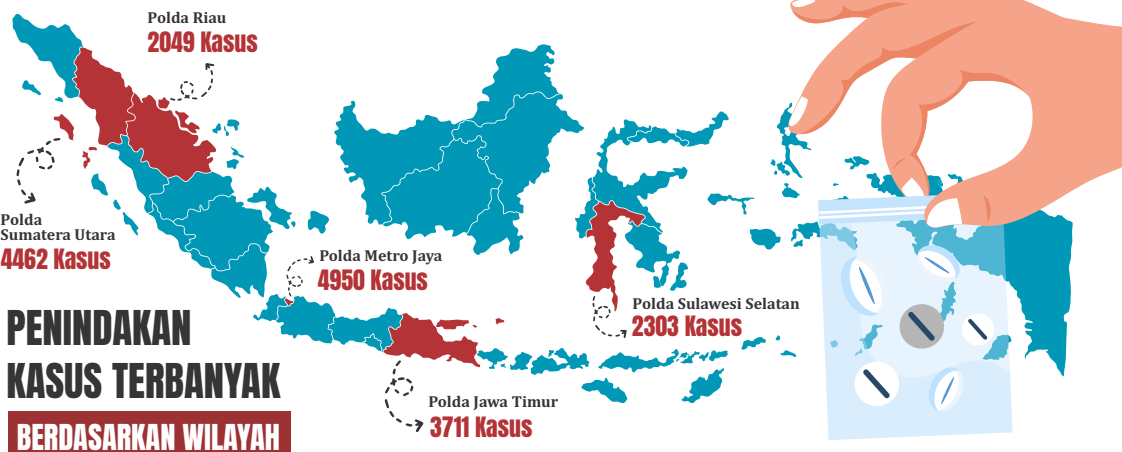 Polda Riau
2049 Kasus
Polda
Sumatera Utara
4462 Kasus
Polda Metro Jaya
4950 Kasus
Polda Sulawesi Selatan
2303 Kasus
Polda Jawa Timur
3711 Kasus
PENINDAKAN
KASUS TERBANYAK
BERDASARKAN WILAYAH